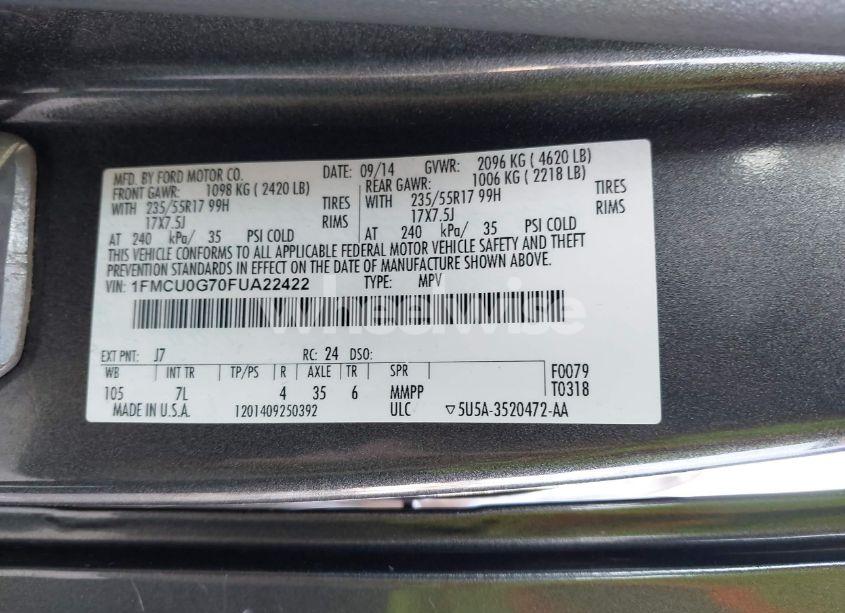 MFD. BY FORD MOTOR CO. DATE: 09/14 GVWR: 2096 KG ( 4620 LB)
FRONT GAWR: 1098 KG ( 2420 LB) REAR GAWR: 1006 KG ( 2218 LB)
WITH 235/55R17 99H TIRES WITH 235/55R17 99H TIRES
17X7.5J RIMS 17X7.5J RIMS
AT 240 kPa/ 35 PSI COLD AT 240 kPa/ 35 PSI COLD
THIS VEHICLE CONFORMS TO ALL APPLICABLE FEDERAL MOTOR VEHICLE SAFETY AND THEFT
PREVENTION STANDARDS IN EFFECT ON THE DATE OF MANUFACTURE SHOWN ABOVE.
VIN: 1FMCU0G70FUA22422 TYPE: MPV
Wheelwise
EXT PNT: J7 RC: 24 DSO:
WB INT TR TP/PS R AXLE TR SPR F0079
105 7L 4 35 6 MMPP T0318
MADE IN U.S.A. 1201409250392 ULC ▽5U5A-3520472-AA